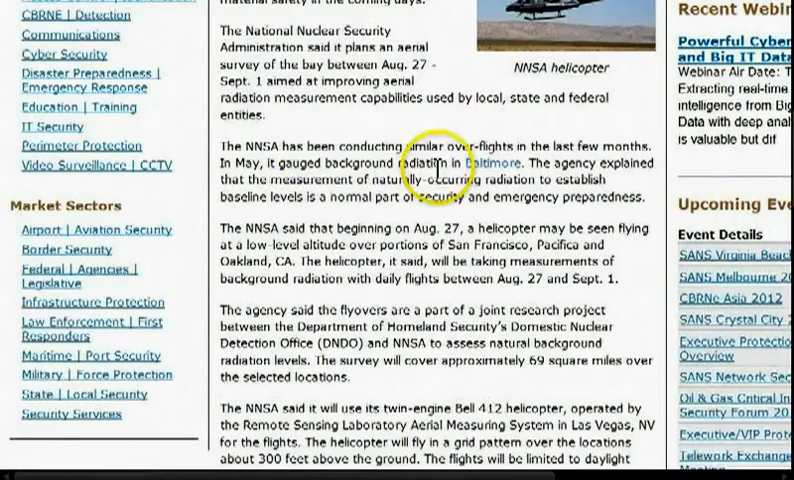 CBRNE | Detection
Communications
Cyber Security
Disaster Preparedness |
Emergency Response
Education | Training
IT Security
Perimeter Protection
Video Surveillance | CCTV
Market Sectors
Airport | Aviation Security
Border Security
Federal | Agencies |
Legislative
Infrastructure Protection
Law Enforcement | First
Responders
Maritime | Port Security
Military | Force Protection
State | Local Security
Security Services
material safety in the coming days.
The National Nuclear Security
Administration said it plans an aerial
survey of the bay between Aug. 27 -
Sept. 1 aimed at improving aerial
radiation measurement capabilities used by local, state and federal
entities.
NNSA helicopter
The NNSA has been conducting similar over-flights in the last few months.
In May, it gauged background radiation in Baltimore. The agency explained
that the measurement of naturally-occurring radiation to establish
baseline levels is a normal part of security and emergency preparedness.
The NNSA said that beginning on Aug. 27, a helicopter may be seen flying
at a low-level altitude over portions of San Francisco, Pacifica and
Oakland, CA. The helicopter, it said, will be taking measurements of
background radiation with daily flights between Aug. 27 and Sept. 1.
The agency said the flyovers are a part of a joint research project
between the Department of Homeland Security's Domestic Nuclear
Detection Office (DNDO) and NNSA to assess natural background
radiation levels. The survey will cover approximately 69 square miles over
the selected locations.
The NNSA said it will use its twin-engine Bell 412 helicopter, operated by
the Remote Sensing Laboratory Aerial Measuring System in Las Vegas, NV
for the flights. The helicopter will fly in a grid pattern over the locations
about 300 feet above the ground. The flights will be limited to daylight
Recent Webin
Powerful Cyber
and Big IT Data
Webinar Air Date: T
Extracting real-time
intelligence from Big
Data with deep anal
is valuable but dif
Upcoming Eve
Event Details
SANS Virginia Beach
SANS Melbourne 20
CBRNe Asia 2012
SANS Crystal City 2
Executive Protectio
Overview
SANS Network Sec
Oil & Gas Critical In
Security Forum 20
Executive/VIP Prote
Telework Exchange
Meeting